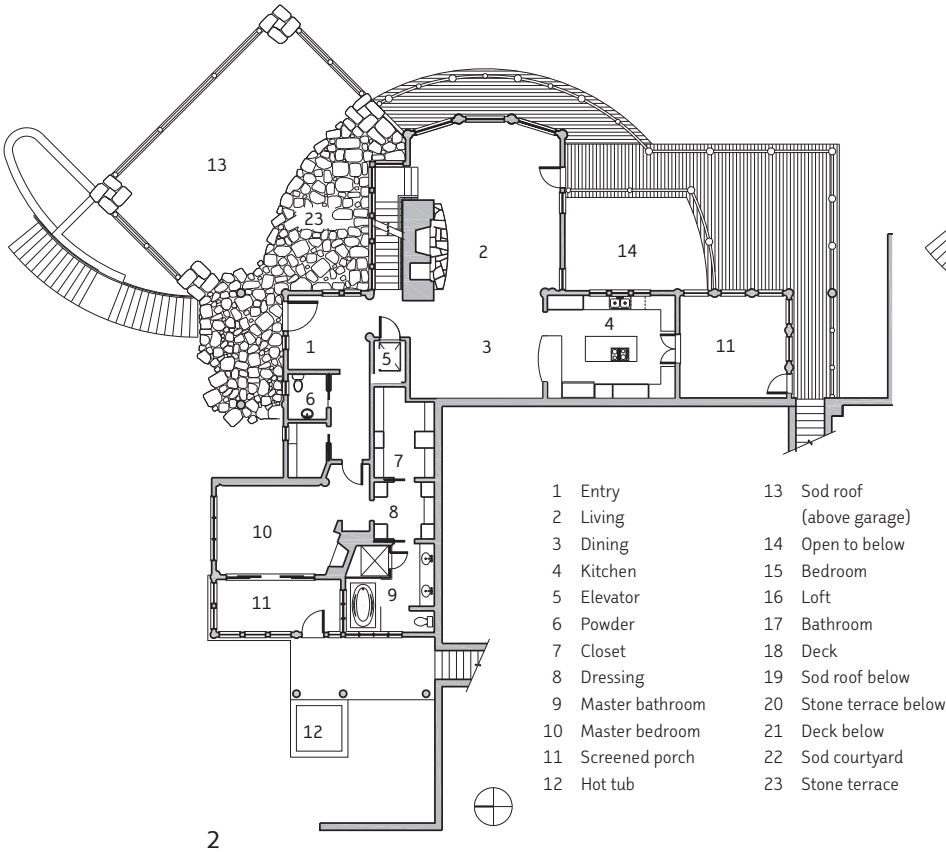 13
23
2
14
4
1
5
3
11
6
7
8
10
9
11
12
1 Entry
2 Living
3 Dining
4 Kitchen
5 Elevator
6 Powder
7 Closet
8 Dressing
9 Master bathroom
10 Master bedroom
11 Screened porch
12 Hot tub
13 Sod roof
(above garage)
14 Open to below
15 Bedroom
16 Loft
17 Bathroom
18 Deck
19 Sod roof below
20 Stone terrace below
21 Deck below
22 Sod courtyard
23 Stone terrace
2